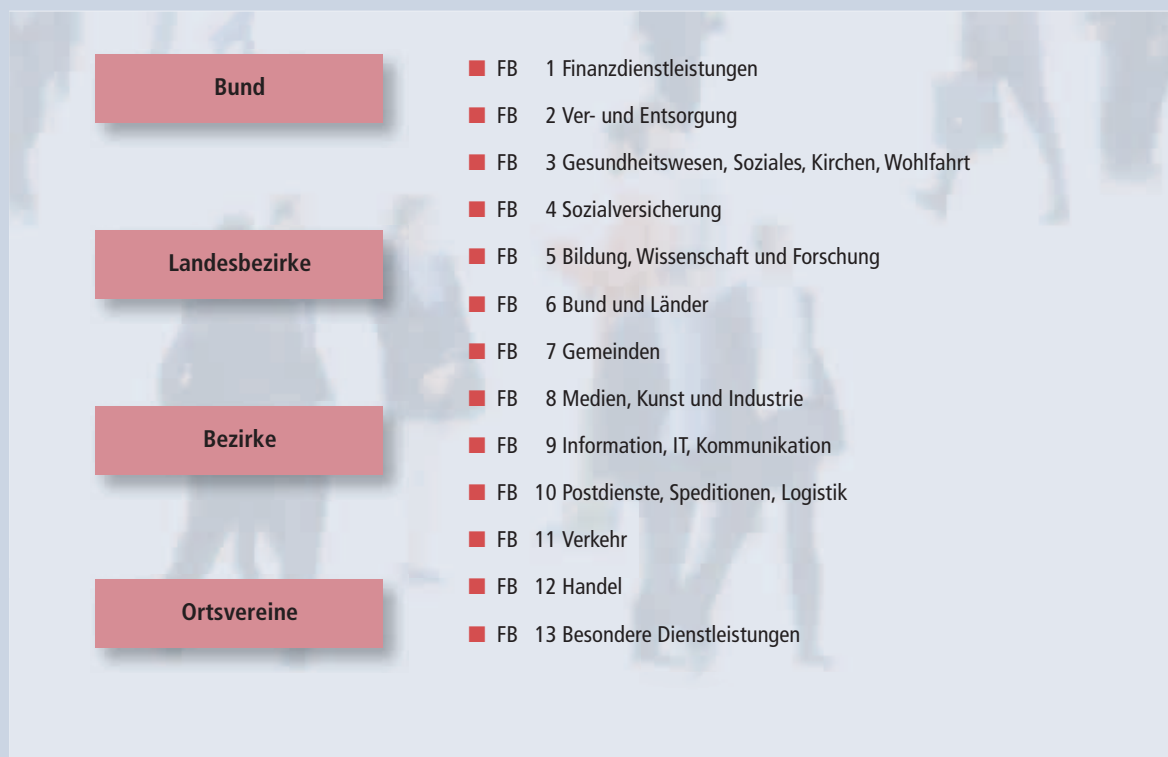 Bund
Landesbezirke
Bezirke
Ortsvereine
FB 1 Finanzdienstleistungen
FB 2 Ver- und Entsorgung
FB 3 Gesundheitswesen, Soziales, Kirchen, Wohlfahrt
FB 4 Sozialversicherung
FB 5 Bildung, Wissenschaft und Forschung
FB 6 Bund und Länder
FB 7 Gemeinden
FB 8 Medien, Kunst und Industrie
FB 9 Information, IT, Kommunikation
FB 10 Postdienste, Speditionen, Logistik
FB 11 Verkehr
FB 12 Handel
FB 13 Besondere Dienstleistungen